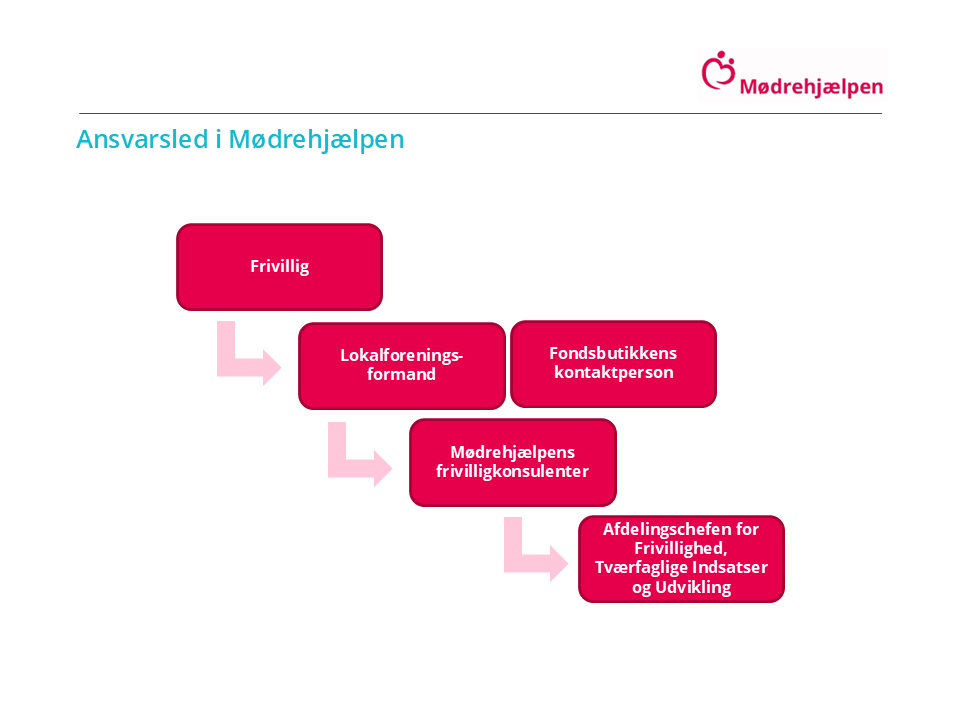 Mødrehjælpen
Ansvarsled i Mødrehjælpen
Frivillig
Lokalforenings-
formand
Fondsbutikkens
kontaktperson
Mødrehjælpens
frivilligkonsulenter
Afdelingschefen for
Frivillighed,
Tværfaglige Indsatser
og Udvikling